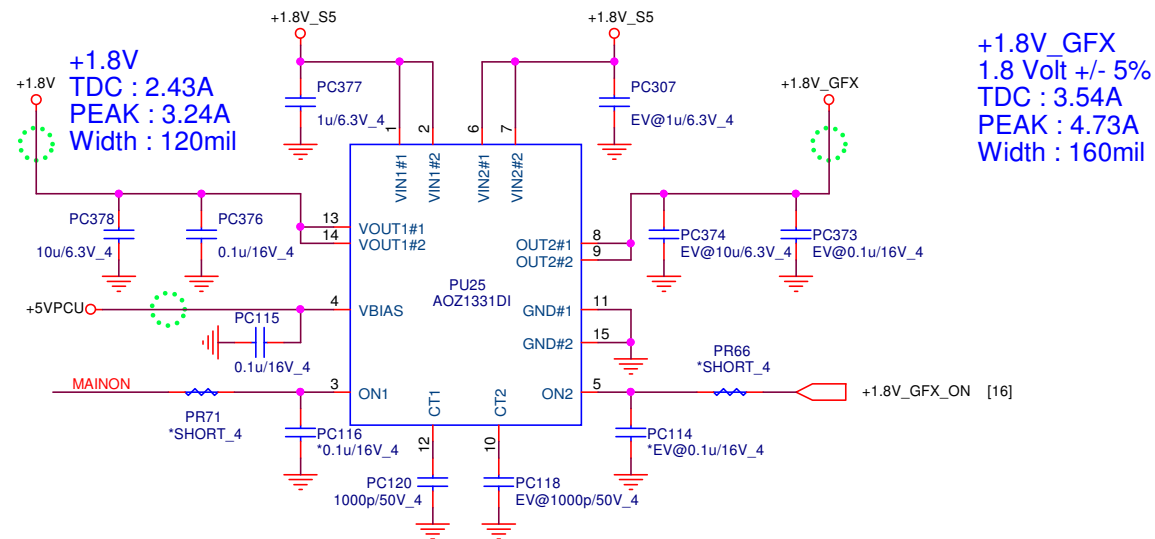 +1.8V_S5
+1.8V_S5
+1.8V
TDC : 2.43A
PEAK : 3.24A
Width : 120mil
+1.8V
+1.8V_GFX
+1.8V_GFX
1.8 Volt +/- 5%
TDC : 3.54A
PEAK : 4.73A
Width : 160mil
PC377
1u/6.3V_4
PC307
EV@1u/6.3V_4
1
2
6
7
VIN1#1
VIN1#2
VIN2#1
VIN2#2
PC378
10u/6.3V_4
PC376
0.1u/16V_4
13
14
VOUT1#1
VOUT1#2
OUT2#1
OUT2#2
8
9
PC374
EV@10u/6.3V_4
PC373
EV@0.1u/16V_4
PU25
AOZ1331DI
+5VPCU
4
VBIAS
GND#1
11
GND#2
15
PC115
0.1u/16V_4
MAINON
PR71
*SHORT_4
3
ON1
CT1
CT2
ON2
5
PR66
*SHORT_4
+1.8V_GFX_ON [16]
PC116
*0.1u/16V_4
12
10
PC114
*EV@0.1u/16V_4
PC120
1000p/50V_4
PC118
EV@1000p/50V_4